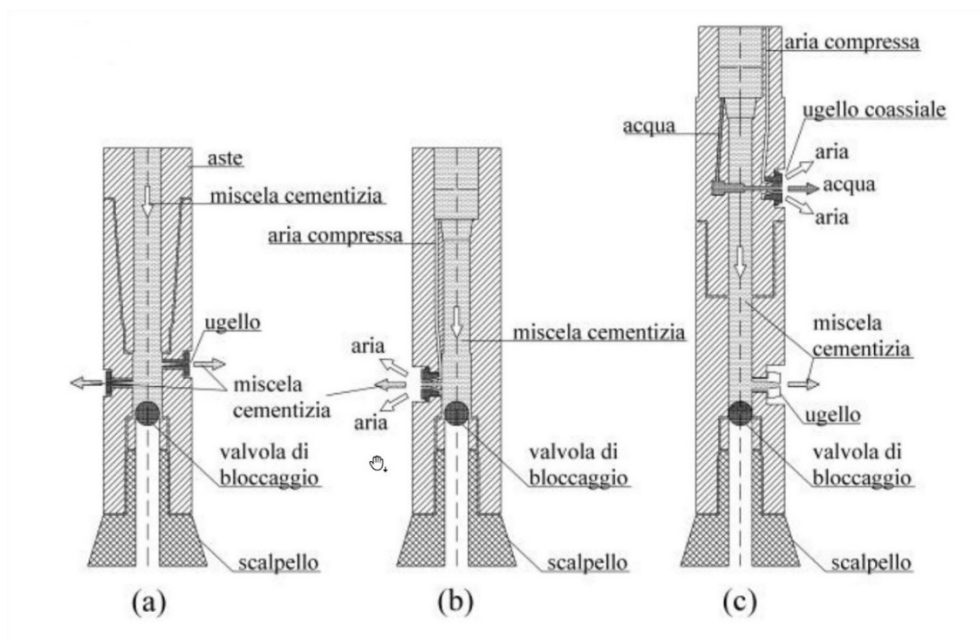 aste
miscela cementizia
ugello
miscela
cementizia
valvola di
bloccaggio
scalpello
(a)
aria compressa
miscela cementizia
aria
aria
valvola di
bloccaggio
scalpello
(b)
aria compressa
ugello coassiale
acqua
aria
acqua
aria
miscela
cementizia
ugello
valvola di
bloccaggio
scalpello
(c)